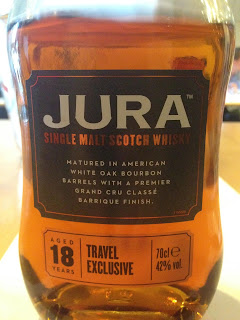 JURA™
SINGLE MALT SCOTCH WHISKY
MATURED IN AMERICAN
WHITE OAK BOURBON
BARRELS WITH A PREMIER
GRAND CRU CLASSÉ
BARRIQUE FINISH.
AGED
18
YEARS
TRAVEL
EXCLUSIVE
70cl e
42% vol.